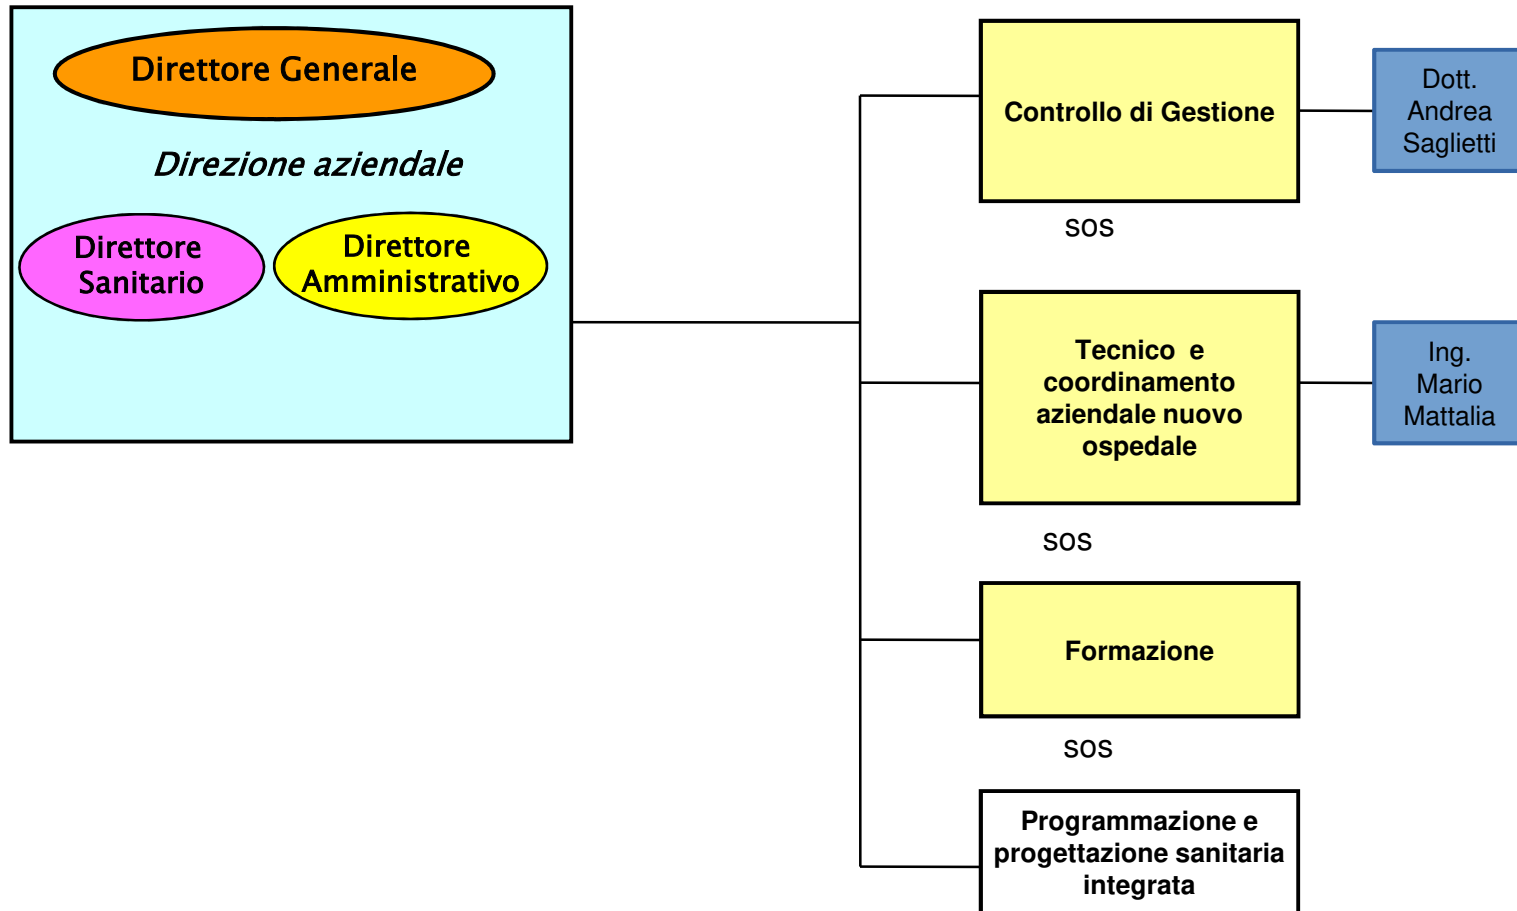 Direttore Generale
Direzione aziendale
Direttore
Sanitario
Direttore
Amministrativo
Controllo di Gestione
Dott.
Andrea
Saglietti
SOS
Tecnico e
coordinamento
aziendale nuovo
ospedale
Ing.
Mario
Mattalia
SOS
Formazione
SOS
Programmazione e
progettazione sanitaria
integrata